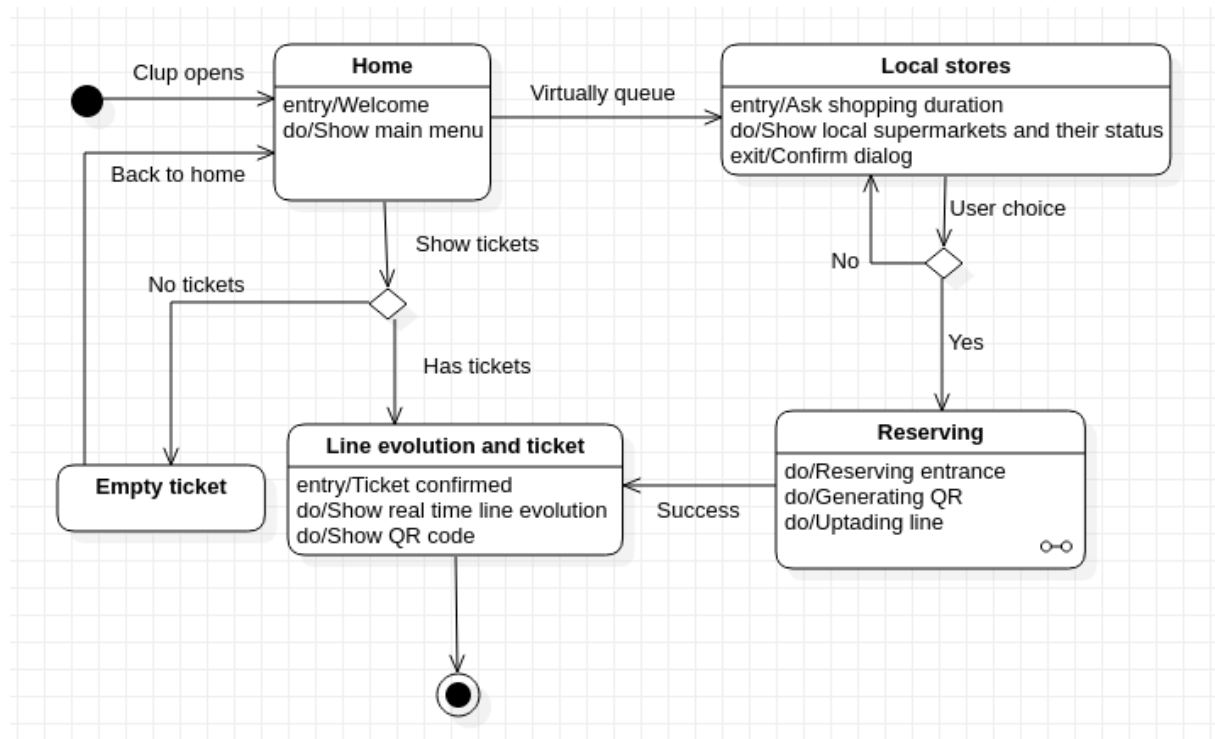 Clup opens
Home
entry/Welcome
do/Show main menu
Virtually queue
Local stores
entry/Ask shopping duration
do/Show local supermarkets and their status
exit/Confirm dialog
Back to home
Show tickets
User choice
No
No tickets
Has tickets
Yes
Empty ticket
Line evolution and ticket
entry/Ticket confirmed
do/Show real time line evolution
do/Show QR code
Success
Reserving
do/Reserving entrance
do/Generating QR
do/Uptading line